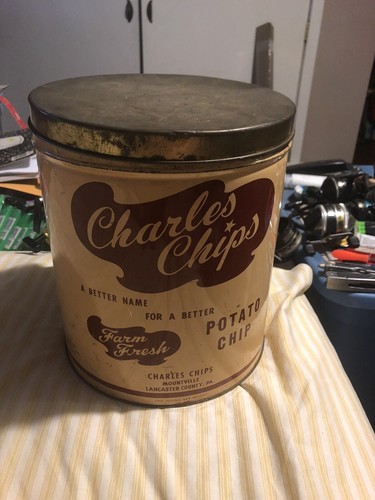 Charles
Chips
A BETTER NAME
FOR A BETTER
POTATO
CHIP
Farm
Fresh
CHARLES CHIPS
MOUNTVILLE
LANCASTER COUNTY, PA.